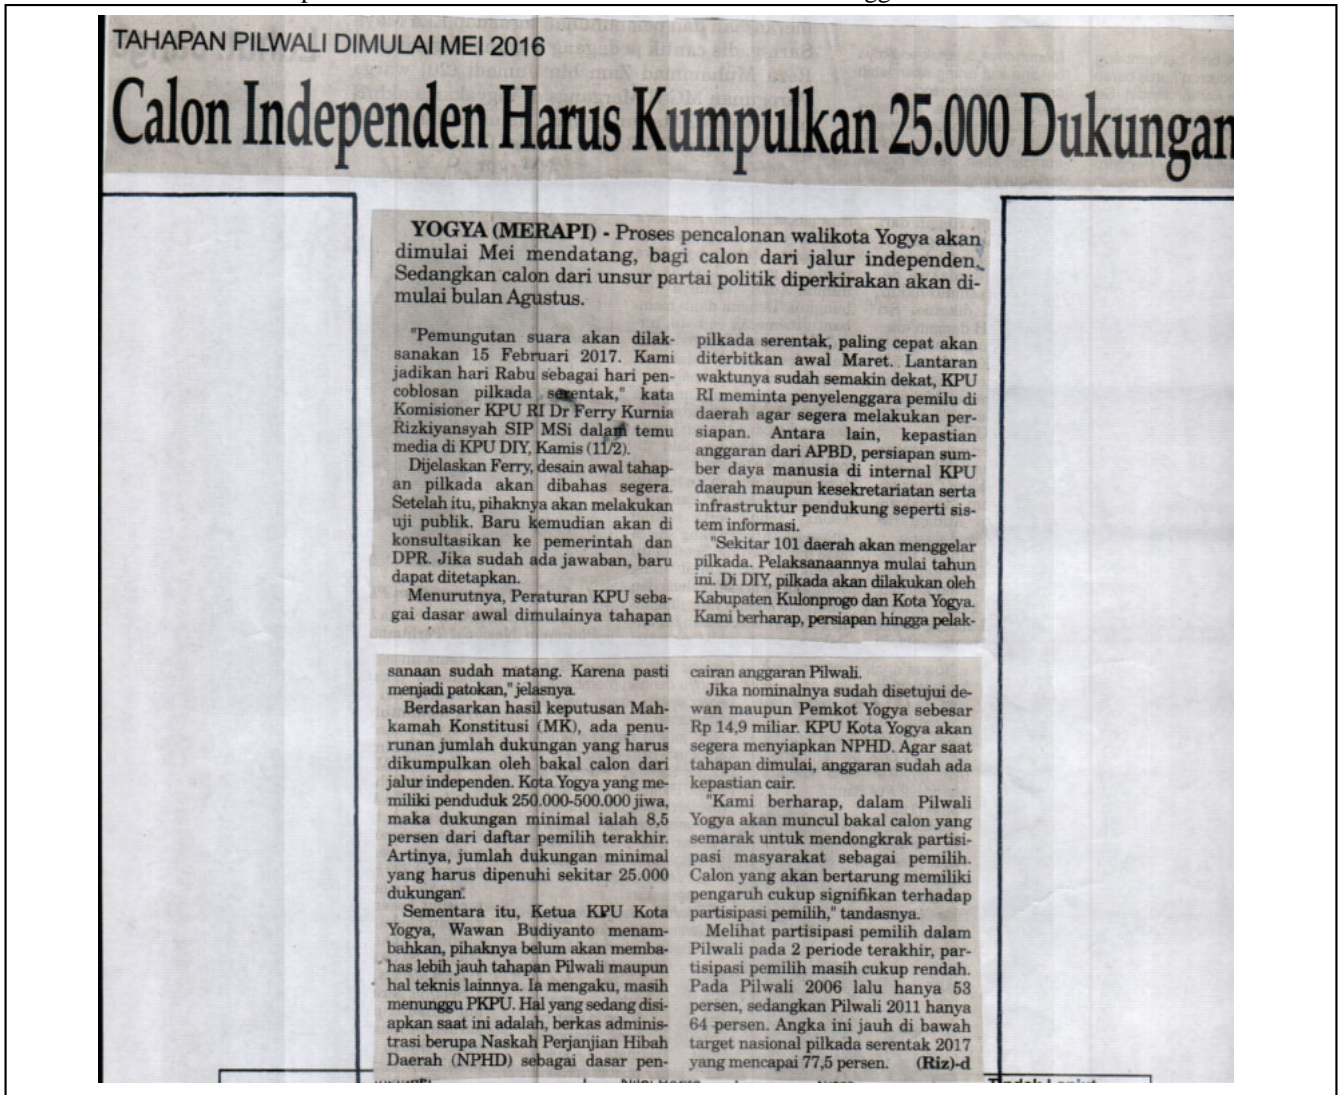 TAHAPAN PILWALI DIMULAI MEI 2016
Calon Independen Harus Kumpulkan 25.000 Dukungan
YOGYA (MERAPI) - Proses pencalonan walikota Yogya akan
dimulai Mei mendatang, bagi calon dari jalur independen.
Sedangkan calon dari unsur partai politik diperkirakan akan di-
mulai bulan Agustus.
"Pemungutan suara akan dilak-
sanakan 15 Februari 2017. Kami
jadikan hari Rabu sebagai hari pen-
coblosan pilkada serentak," kata
Komisioner KPU RI Dr Ferry Kurnia
Rizkiyansyah SIP MSi dalam temu
media di KPU DIY, Kamis (11/2).
Dijelaskan Ferry, desain awal tahap-
an pilkada akan dibahas segera.
Setelah itu, pihaknya akan melakukan
uji publik. Baru kemudian akan di
konsultasikan ke pemerintah dan
DPR. Jika sudah ada jawaban, baru
dapat ditetapkan.
Menurutnya, Peraturan KPU seba-
gai dasar awal dimulainya tahapan
pilkada serentak, paling cepat akan
diterbitkan awal Maret. Lantaran
waktunya sudah semakin dekat, KPU
RI meminta penyelenggara pemilu di
daerah agar segera melakukan per-
siapan. Antara lain, kepastian
anggaran dari APBD, persiapan sum-
ber daya manusia di internal KPU
daerah maupun kesekretariatan serta
infrastruktur pendukung seperti sis-
tem informasi.
"Sekitar 101 daerah akan menggelar
pilkada. Pelaksanaannya mulai tahun
ini. Di DIY, pilkada akan dilakukan oleh
Kabupaten Kulonprogo dan Kota Yogya.
Kami berharap, persiapan hingga pelak-
sanaan sudah matang. Karena pasti
menjadi patokan," jelasnya.
Berdasarkan hasil keputusan Mah-
kamah Konstitusi (MK), ada penu-
runan jumlah dukungan yang harus
dikumpulkan oleh bakal calon dari
jalur independen. Kota Yogya yang me-
miliki penduduk 250.000-500.000 jiwa,
maka dukungan minimal ialah 8,5
persen dari daftar pemilih terakhir.
Artinya, jumlah dukungan minimal
yang harus dipenuhi sekitar 25.000
dukungan.
Sementara itu, Ketua KPU Kota
Yogya, Wawan Budiyanto menam-
bahkan, pihaknya belum akan memba-
has lebih jauh tahapan Pilwali maupun
hal teknis lainnya. Ia mengaku, masih
menunggu PKPU. Hal yang sedang disi-
apkan saat ini adalah, berkas adminis-
trasi berupa Naskah Perjanjian Hibah
Daerah (NPHD) sebagai dasar pen-
cairan anggaran Pilwali.
Jika nominalnya sudah disetujui de-
wan maupun Pemkot Yogya sebesar
Rp 14,9 miliar. KPU Kota Yogya akan
segera menyiapkan NPHD. Agar saat
tahapan dimulai, anggaran sudah ada
kepastian cair.
"Kami berharap, dalam Pilwali
Yogya akan muncul bakal calon yang
semarak untuk mendongkrak partisi-
pasi masyarakat sebagai pemilih.
Calon yang akan bertarung memiliki
pengaruh cukup signifikan terhadap
partisipasi pemilih," tandasnya.
Melihat partisipasi pemilih dalam
Pilwali pada 2 periode terakhir, par-
tisipasi pemilih masih cukup rendah.
Pada Pilwali 2006 lalu hanya 53
persen, sedangkan Pilwali 2011 hanya
64 persen. Angka ini jauh di bawah
target nasional pilkada serentak 2017
yang mencapai 77,5 persen. (Riz)-d